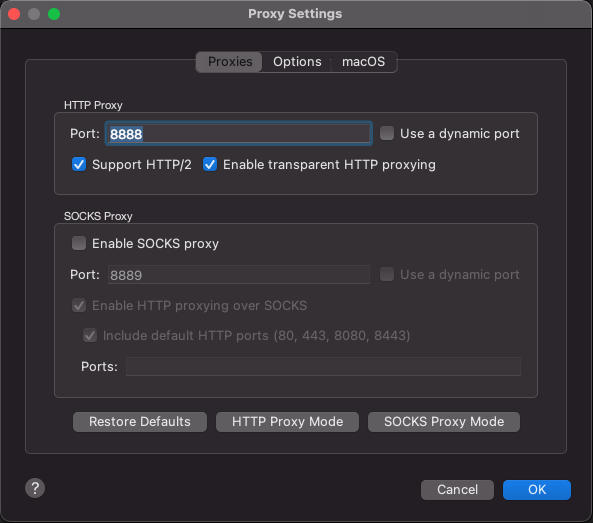 Proxy Settings
Proxies Options macOS
HTTP Proxy
Port: 8888 Use a dynamic port
Support HTTP/2 Enable transparent HTTP proxying
SOCKS Proxy
Enable SOCKS proxy
Port: 8889 Use a dynamic port
Enable HTTP proxying over SOCKS
Include default HTTP ports (80, 443, 8080, 8443)
Ports:
Restore Defaults HTTP Proxy Mode SOCKS Proxy Mode
? Cancel OK